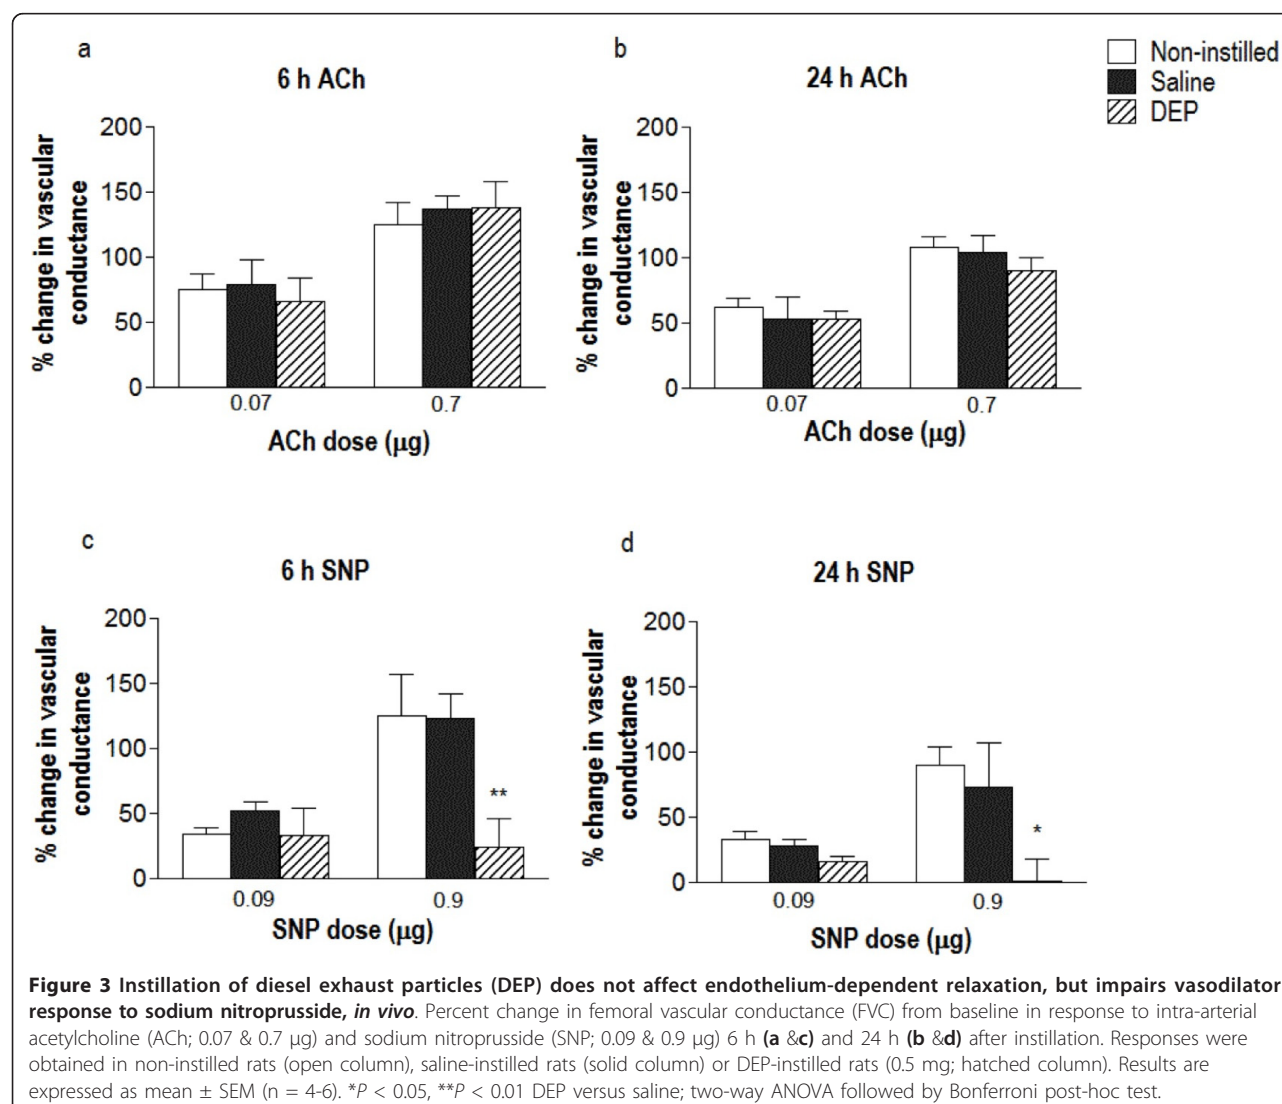 a
6 h ACh
% change in vascular
conductance
200
150
100
50
0
0.07
0.7
ACh dose (µg)
b
24 h ACh
% change in vascular
conductance
200
150
100
50
0
0.07
0.7
ACh dose (µg)
Non-instilled
Saline
DEP
c
6 h SNP
% change in vascular
conductance
200
150
100
50
0
**
0.09
0.9
SNP dose (µg)
d
24 h SNP
% change in vascular
conductance
200
150
100
50
0
*
0.09
0.9
SNP dose (µg)
Figure 3 Instillation of diesel exhaust particles (DEP) does not affect endothelium-dependent relaxation, but impairs vasodilator
response to sodium nitroprusside, in vivo. Percent change in femoral vascular conductance (FVC) from baseline in response to intra-arterial
acetylcholine (ACh; 0.07 & 0.7 µg) and sodium nitroprusside (SNP; 0.09 & 0.9 µg) 6 h (a &c) and 24 h (b &d) after instillation. Responses were
obtained in non-instilled rats (open column), saline-instilled rats (solid column) or DEP-instilled rats (0.5 mg; hatched column). Results are
expressed as mean ± SEM (n = 4-6). *P < 0.05, **P < 0.01 DEP versus saline; two-way ANOVA followed by Bonferroni post-hoc test.